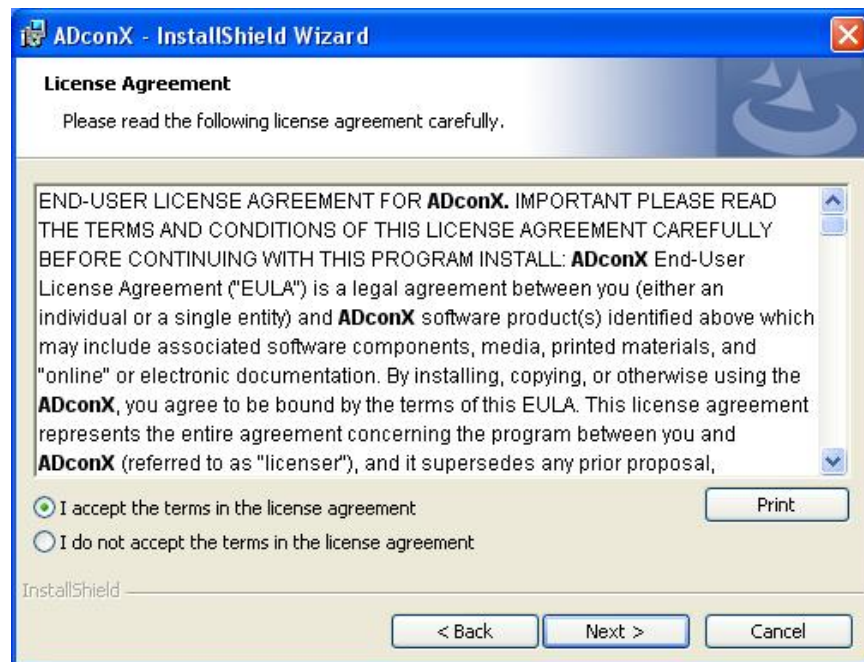 ADconX - InstallShield Wizard
License Agreement
Please read the following license agreement carefully.
END-USER LICENSE AGREEMENT FOR ADconX. IMPORTANT PLEASE READ
THE TERMS AND CONDITIONS OF THIS LICENSE AGREEMENT CAREFULLY
BEFORE CONTINUING WITH THIS PROGRAM INSTALL: ADconX End-User
License Agreement ("EULA") is a legal agreement between you (either an
individual or a single entity) and ADconX software product(s) identified above which
may include associated software components, media, printed materials, and
"online" or electronic documentation. By installing, copying, or otherwise using the
ADconX, you agree to be bound by the terms of this EULA. This license agreement
represents the entire agreement concerning the program between you and
ADconX (referred to as "licenser"), and it supersedes any prior proposal,
I accept the terms in the license agreement
Print
I do not accept the terms in the license agreement
InstallShield
< Back Next > Cancel